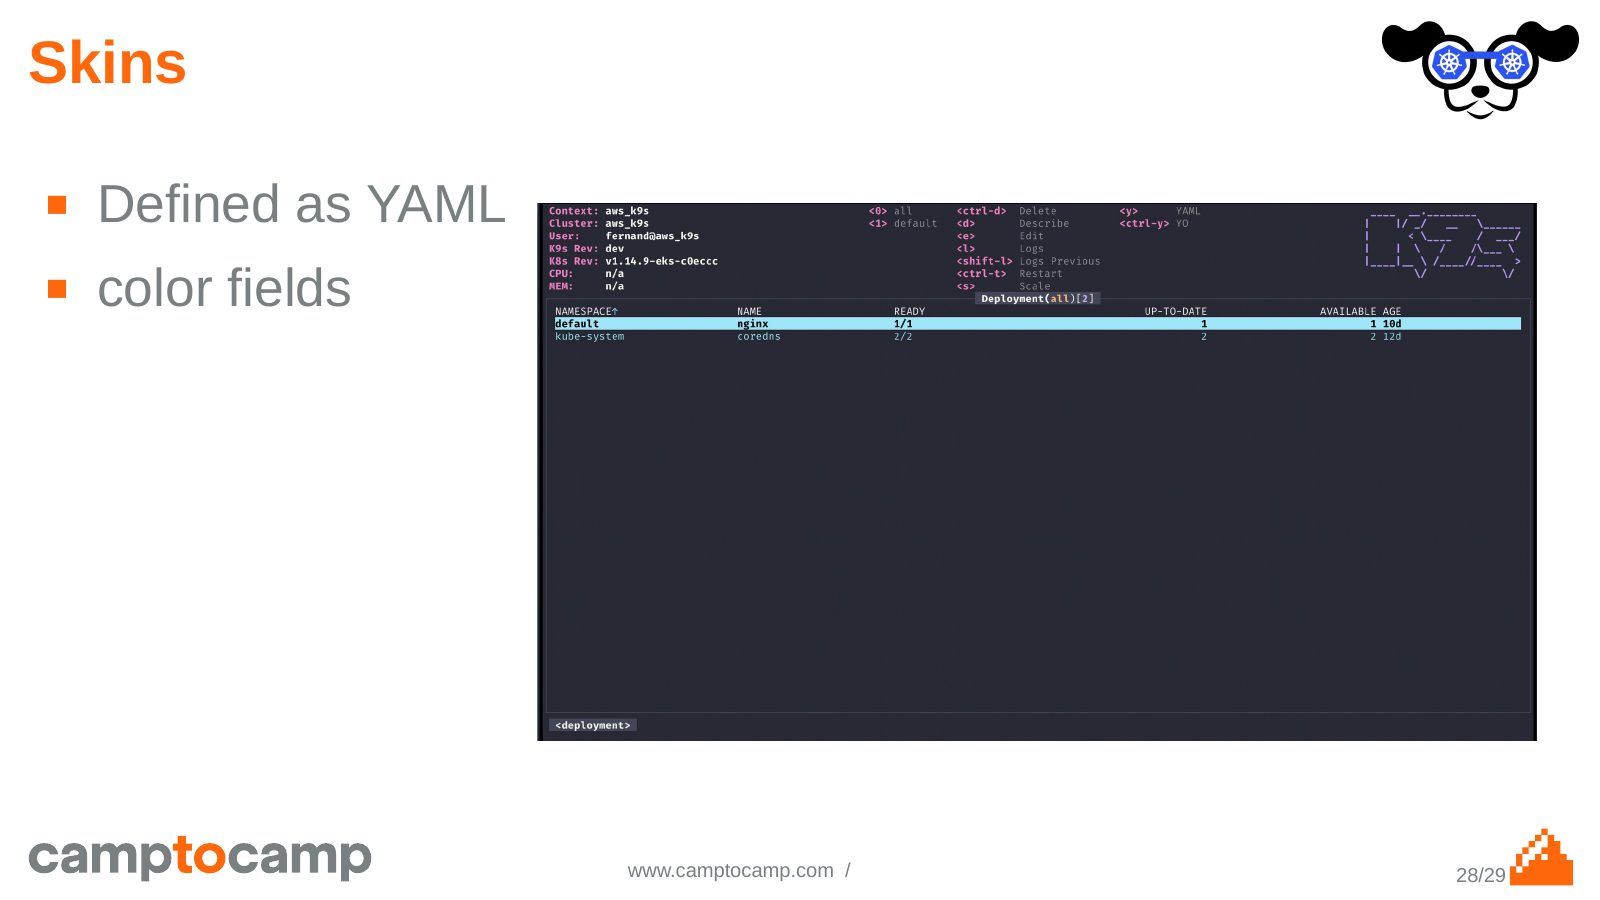 Skins
Defined as YAML
color fields
Context: aws_k9s <0> all <ctrl-d> Delete <y> YAML
Cluster: aws_k9s <1> default <d> Describe <ctrl-y> YO
User: fernand@aws_k9s <e> Edit
K9s Rev: dev <l> Logs
K8s Rev: v1.14.9-eks-c0eccc <shift-l> Logs Previous
CPU: n/a <ctrl-t> Restart
MEM: n/a <s> Scale
Deployment(all)[2]
NAMESPACE↑ NAME READY UP-TO-DATE AVAILABLE AGE
default nginx 1/1 1 1 10d
kube-system coredns 2/2 2 2 12d
<deployment>
camptocamp
www.camptocamp.com /
28/29